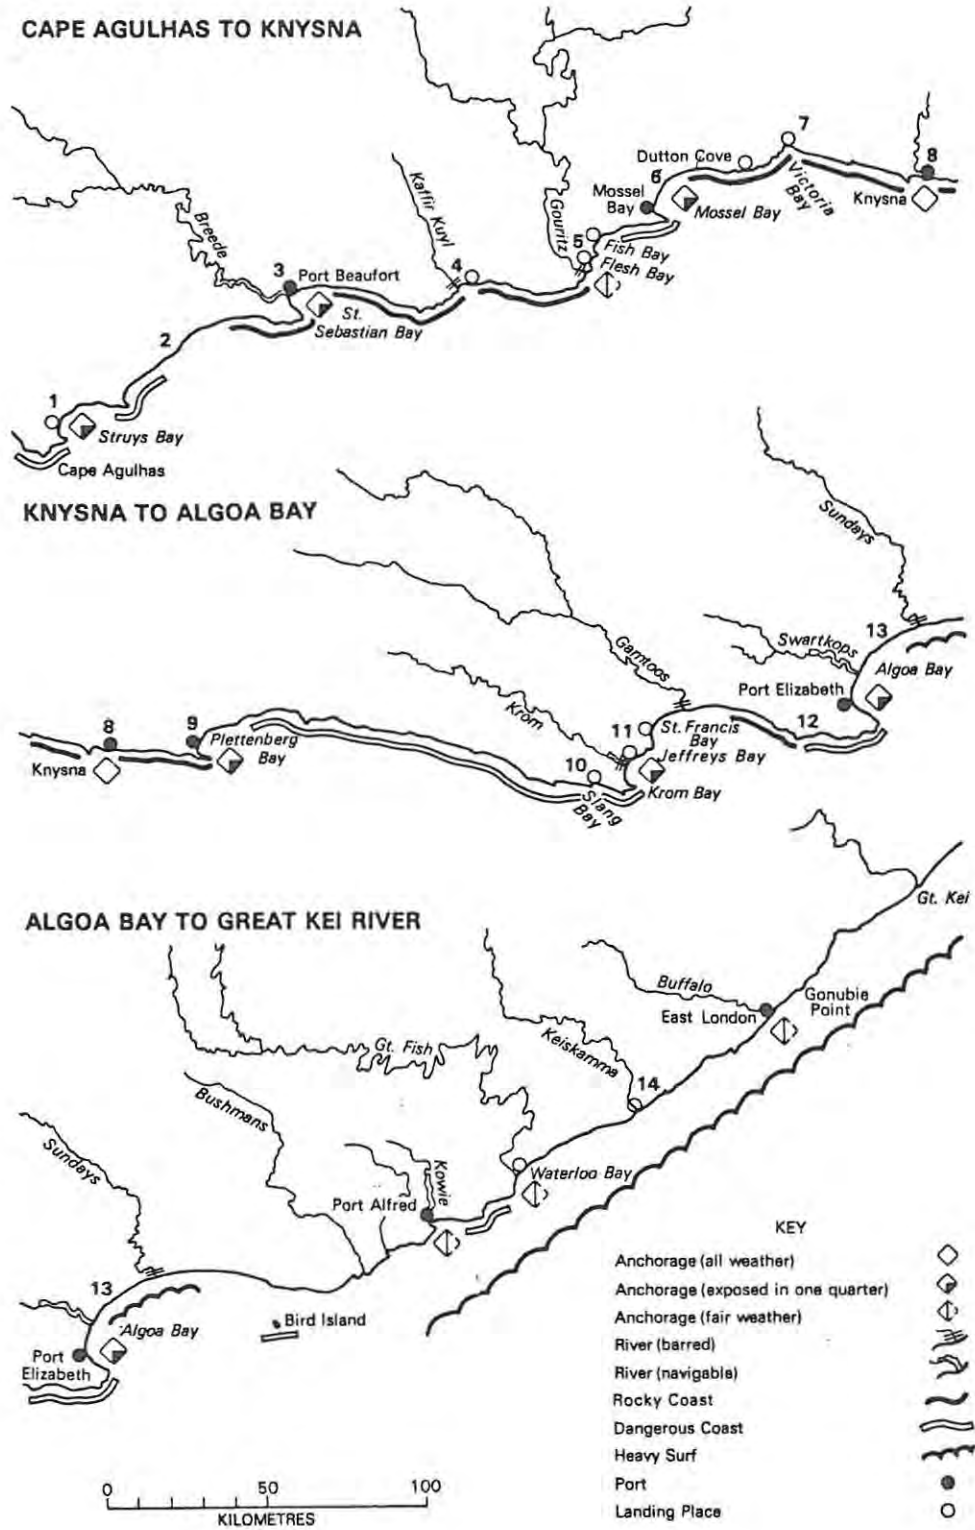 CAPE AGULHAS TO KNYSNA
7
Dutton Cove
8
6
Victoria
Bay
Mossel
Bay
Mossel Bay
Knysna
Kaffir Kuyl
Gouritz
Breede
5
Fish Bay
Flesh Bay
4
3
Port Beaufort
St.
Sebastian Bay
2
1
Struys Bay
Cape Agulhas
KNYSNA TO ALGOA BAY
Sundays
13
Swartkops
Algoa Bay
Gamtoos
Port Elizabeth
Krom
8
9
Plettenberg
Bay
11
St. Francis
Bay
12
Jeffreys Bay
Knysna
10
Slang
Bay
Krom Bay
ALGOA BAY TO GREAT KEI RIVER
Gt. Kei
Buffalo
Gonubie
Point
East London
Gt. Fish
Keiskamma
14
Bushmans
Sundays
Kowie
Waterloo Bay
Port Alfred
13
Bird Island
Algoa Bay
Port
Elizabeth
KEY
Anchorage (all weather)
Anchorage (exposed in one quarter)
Anchorage (fair weather)
River (barred)
River (navigable)
Rocky Coast
Dangerous Coast
Heavy Surf
Port
Landing Place
0 50 100
KILOMETRES